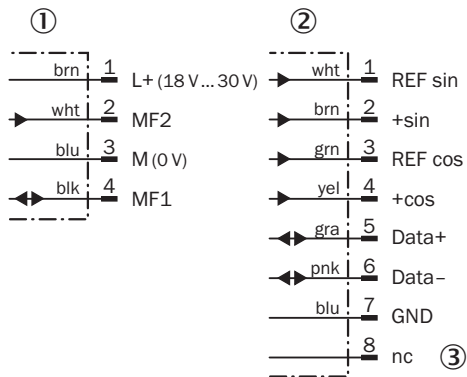 ① ②
brn 1 L+ (18 V ... 30 V)
wht 2 MF2
blu 3 M (0 V)
blk 4 MF1
wht 1 REF sin
brn 2 +sin
grn 3 REF cos
yel 4 +cos
gra 5 Data+
pnk 6 Data–
blu 7 GND
8 nc ③